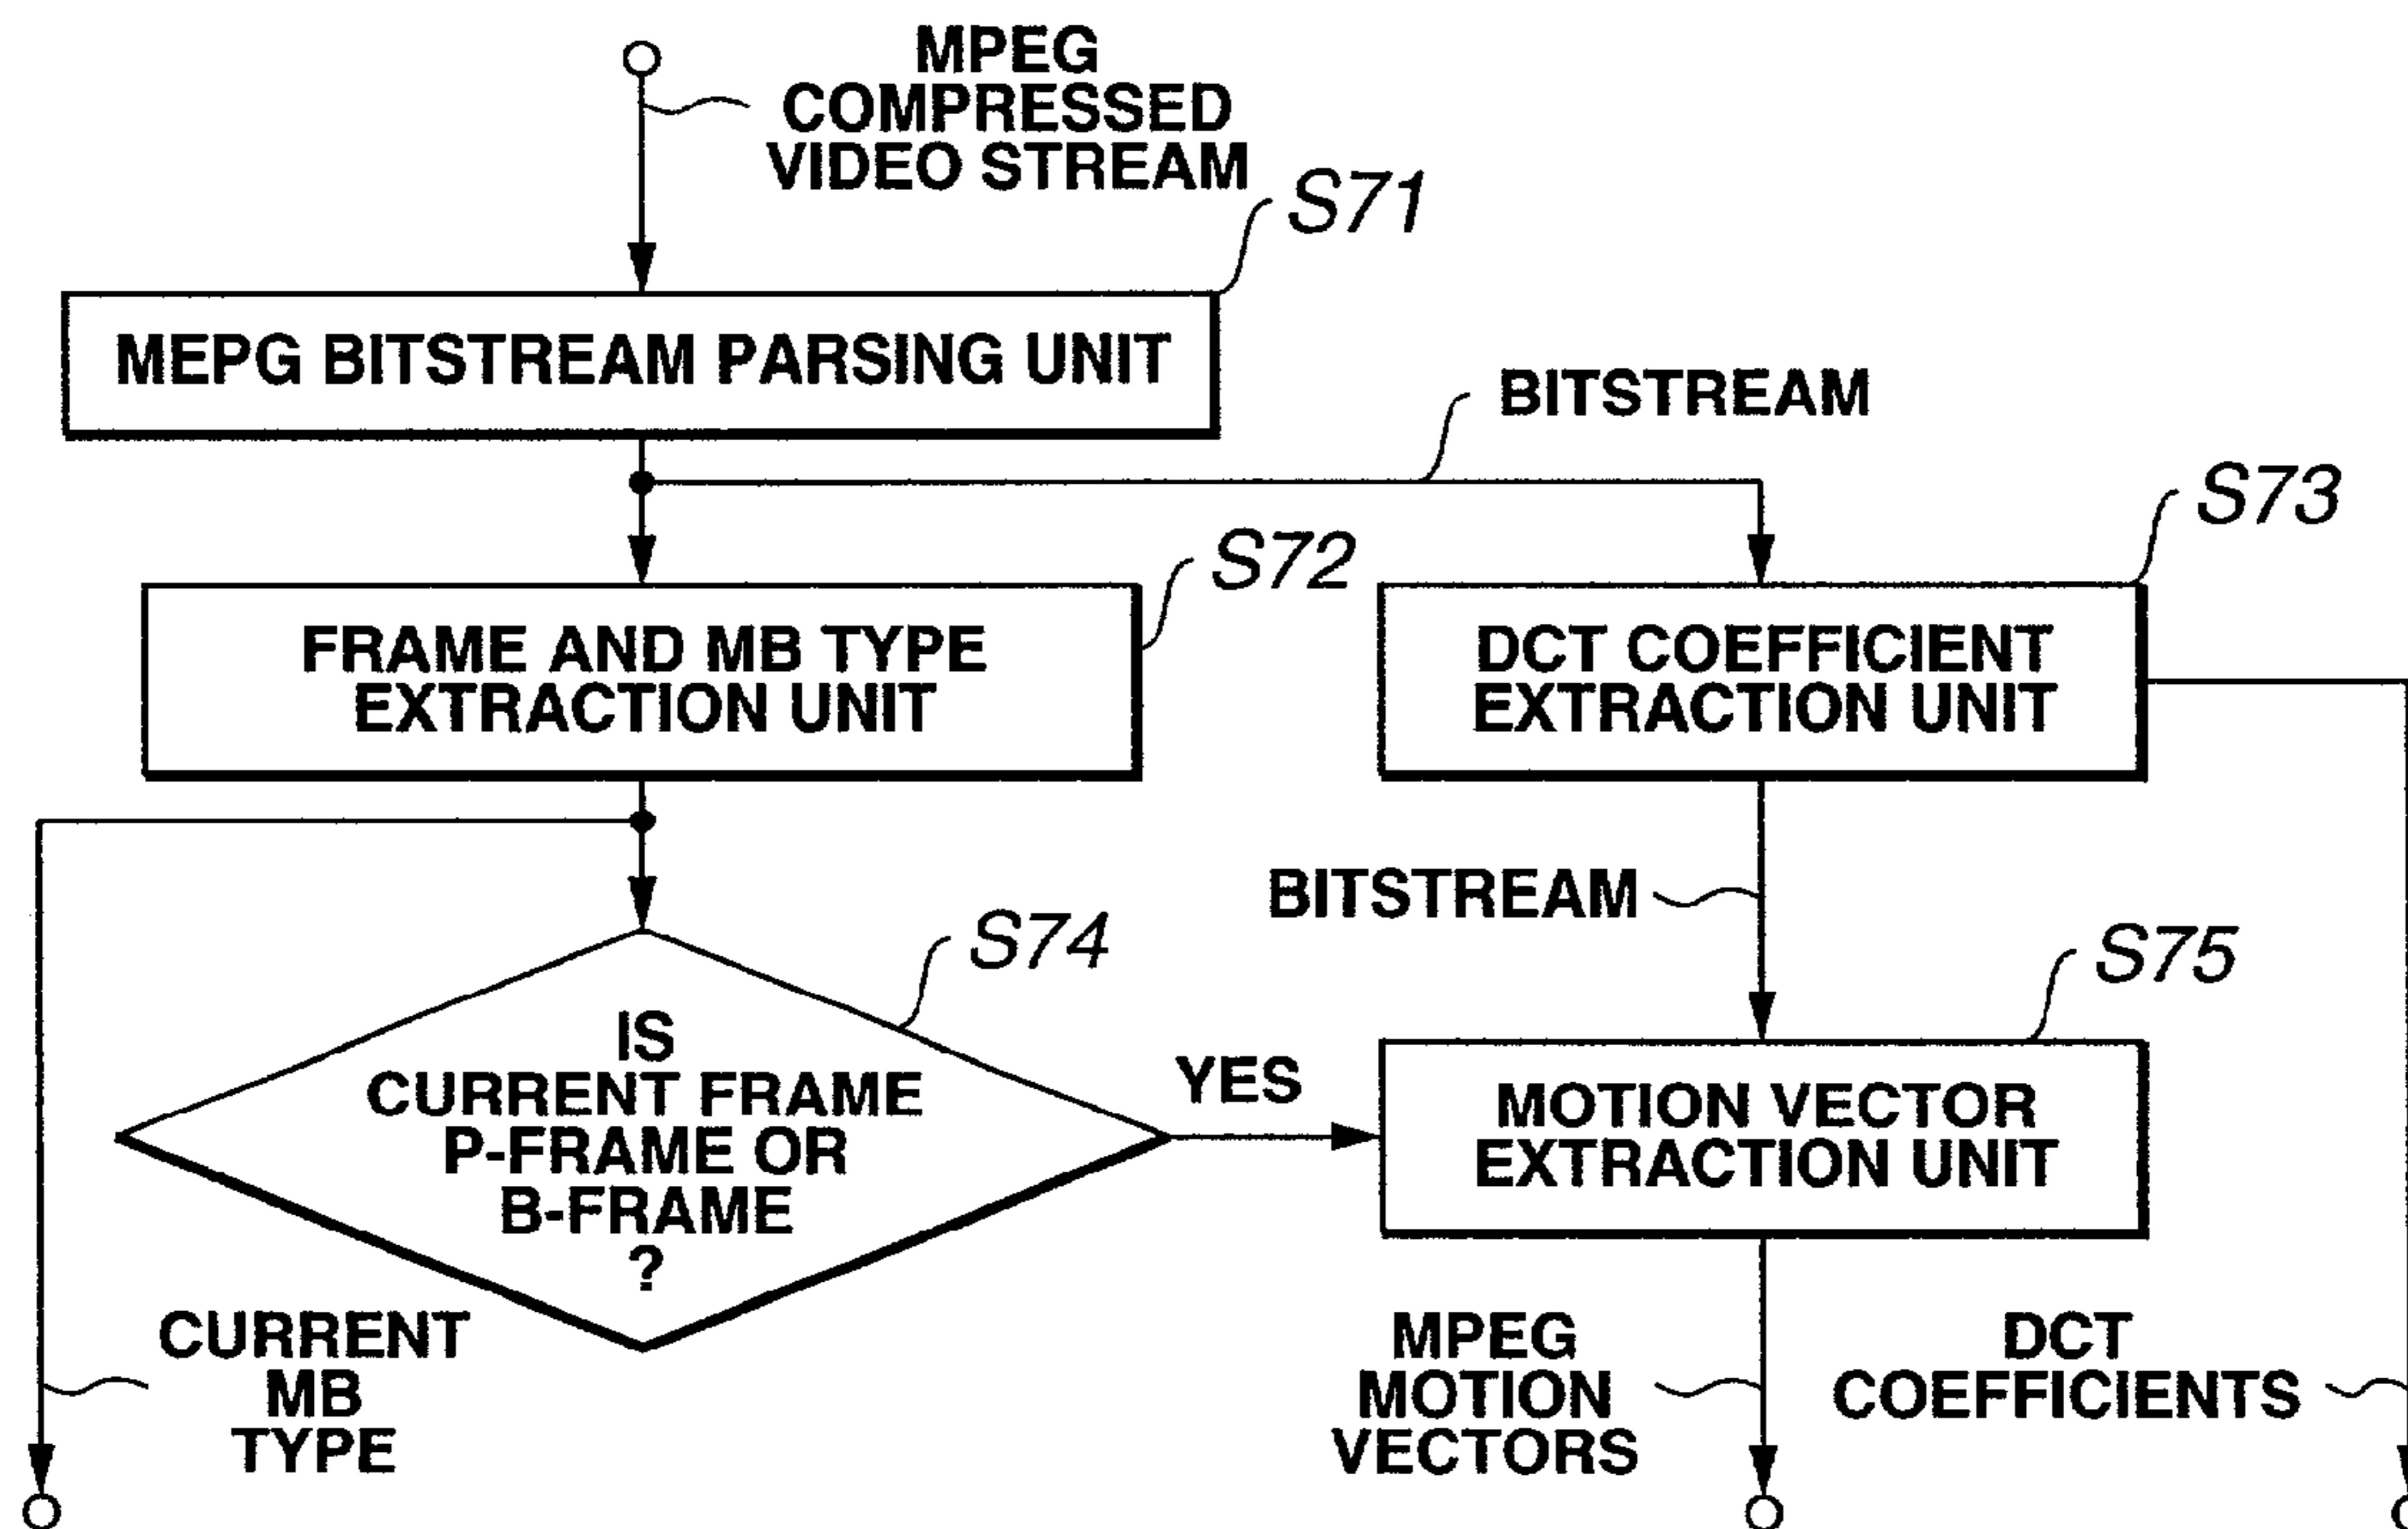 MPEG
COMPRESSED
VIDEO STREAM
S71
MEPG BITSTREAM PARSING UNIT
BITSTREAM
S72
S73
FRAME AND MB TYPE
EXTRACTION UNIT
DCT COEFFICIENT
EXTRACTION UNIT
BITSTREAM
S74
S75
IS
CURRENT FRAME
P-FRAME OR
B-FRAME
?
YES
MOTION VECTOR
EXTRACTION UNIT
CURRENT
MB
TYPE
MPEG
MOTION
VECTORS
DCT
COEFFICIENTS